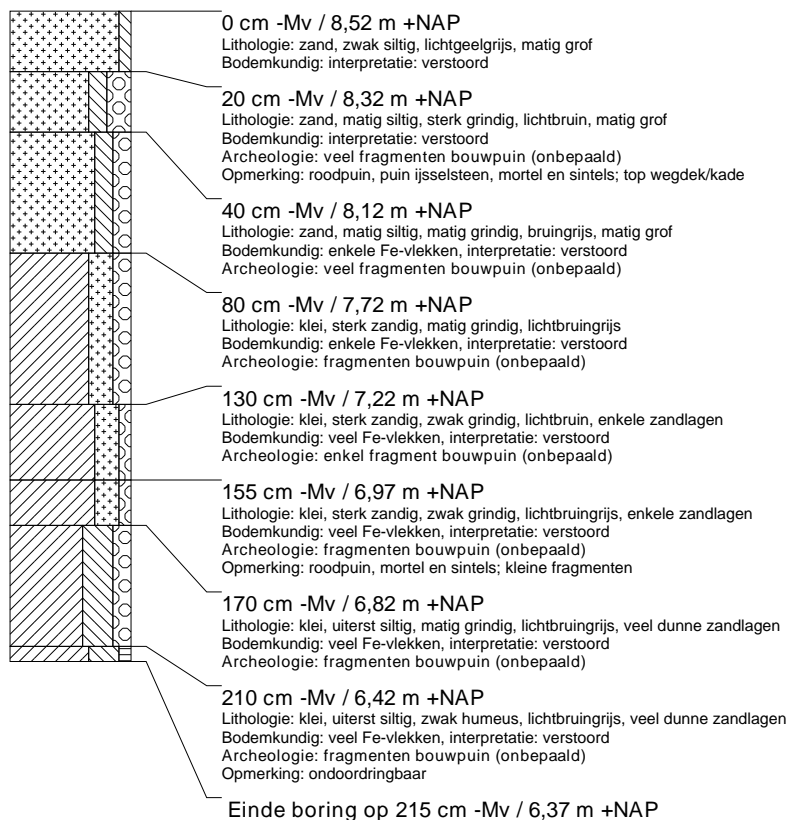 0 cm -Mv / 8,52 m +NAP
Lithologie: zand, zwak siltig, lichtgeelgrijs, matig grof
Bodemkundig: interpretatie: verstoord
20 cm -Mv / 8,32 m +NAP
Lithologie: zand, matig siltig, sterk grindig, lichtbruin, matig grof
Bodemkundig: interpretatie: verstoord
Archeologie: veel fragmenten bouwpuin (onbepaald)
Opmerking: roodpuin, puin ijsselsteen, mortel en sintels; top wegdek/kade
40 cm -Mv / 8,12 m +NAP
Lithologie: zand, matig siltig, matig grindig, bruingrijs, matig grof
Bodemkundig: enkele Fe-vlekken, interpretatie: verstoord
Archeologie: veel fragmenten bouwpuin (onbepaald)
80 cm -Mv / 7,72 m +NAP
Lithologie: klei, sterk zandig, matig grindig, lichtbruingrijs
Bodemkundig: enkele Fe-vlekken, interpretatie: verstoord
Archeologie: fragmenten bouwpuin (onbepaald)
130 cm -Mv / 7,22 m +NAP
Lithologie: klei, sterk zandig, zwak grindig, lichtbruin, enkele zandlagen
Bodemkundig: veel Fe-vlekken, interpretatie: verstoord
Archeologie: enkel fragment bouwpuin (onbepaald)
155 cm -Mv / 6,97 m +NAP
Lithologie: klei, sterk zandig, zwak grindig, lichtbruingrijs, enkele zandlagen
Bodemkundig: veel Fe-vlekken, interpretatie: verstoord
Archeologie: fragmenten bouwpuin (onbepaald)
Opmerking: roodpuin, mortel en sintels; kleine fragmenten
170 cm -Mv / 6,82 m +NAP
Lithologie: klei, uiterst siltig, matig grindig, lichtbruingrijs, veel dunne zandlagen
Bodemkundig: veel Fe-vlekken, interpretatie: verstoord
Archeologie: fragmenten bouwpuin (onbepaald)
210 cm -Mv / 6,42 m +NAP
Lithologie: klei, uiterst siltig, zwak humeus, lichtbruingrijs, veel dunne zandlagen
Bodemkundig: veel Fe-vlekken, interpretatie: verstoord
Archeologie: fragmenten bouwpuin (onbepaald)
Opmerking: ondoordringbaar
Einde boring op 215 cm -Mv / 6,37 m +NAP